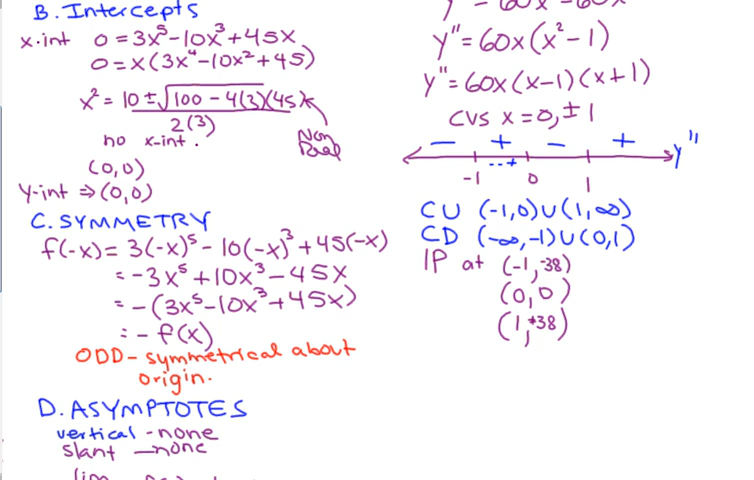 B. Intercepts
x-int 0 = 3x⁵-10x³+45x
0 = x(3x⁴-10x²+45)
x² = 10 ± √100 - 4(3)(45)
2(3)
no x-int.
Non Real
(0,0)
y-int ⇒ (0,0)
C. SYMMETRY
f(-x) = 3(-x)⁵ - 10(-x)³ + 45(-x)
= -3x⁵ + 10x³ - 45x
= -(3x⁵ - 10x³ + 45x)
= - f(x)
ODD - symmetrical about
origin.
D. ASYMPTOTES
vertical - none
slant - none
lim
y" = 60x(x² - 1)
y" = 60x(x-1)(x+1)
CVS x = 0, ± 1
- + - + y"
-1 0 1
CU (-1,0) ∪ (1,∞)
CD (-∞,-1) ∪ (0,1)
IP at (-1,-38)
(0,0)
(1,+38)